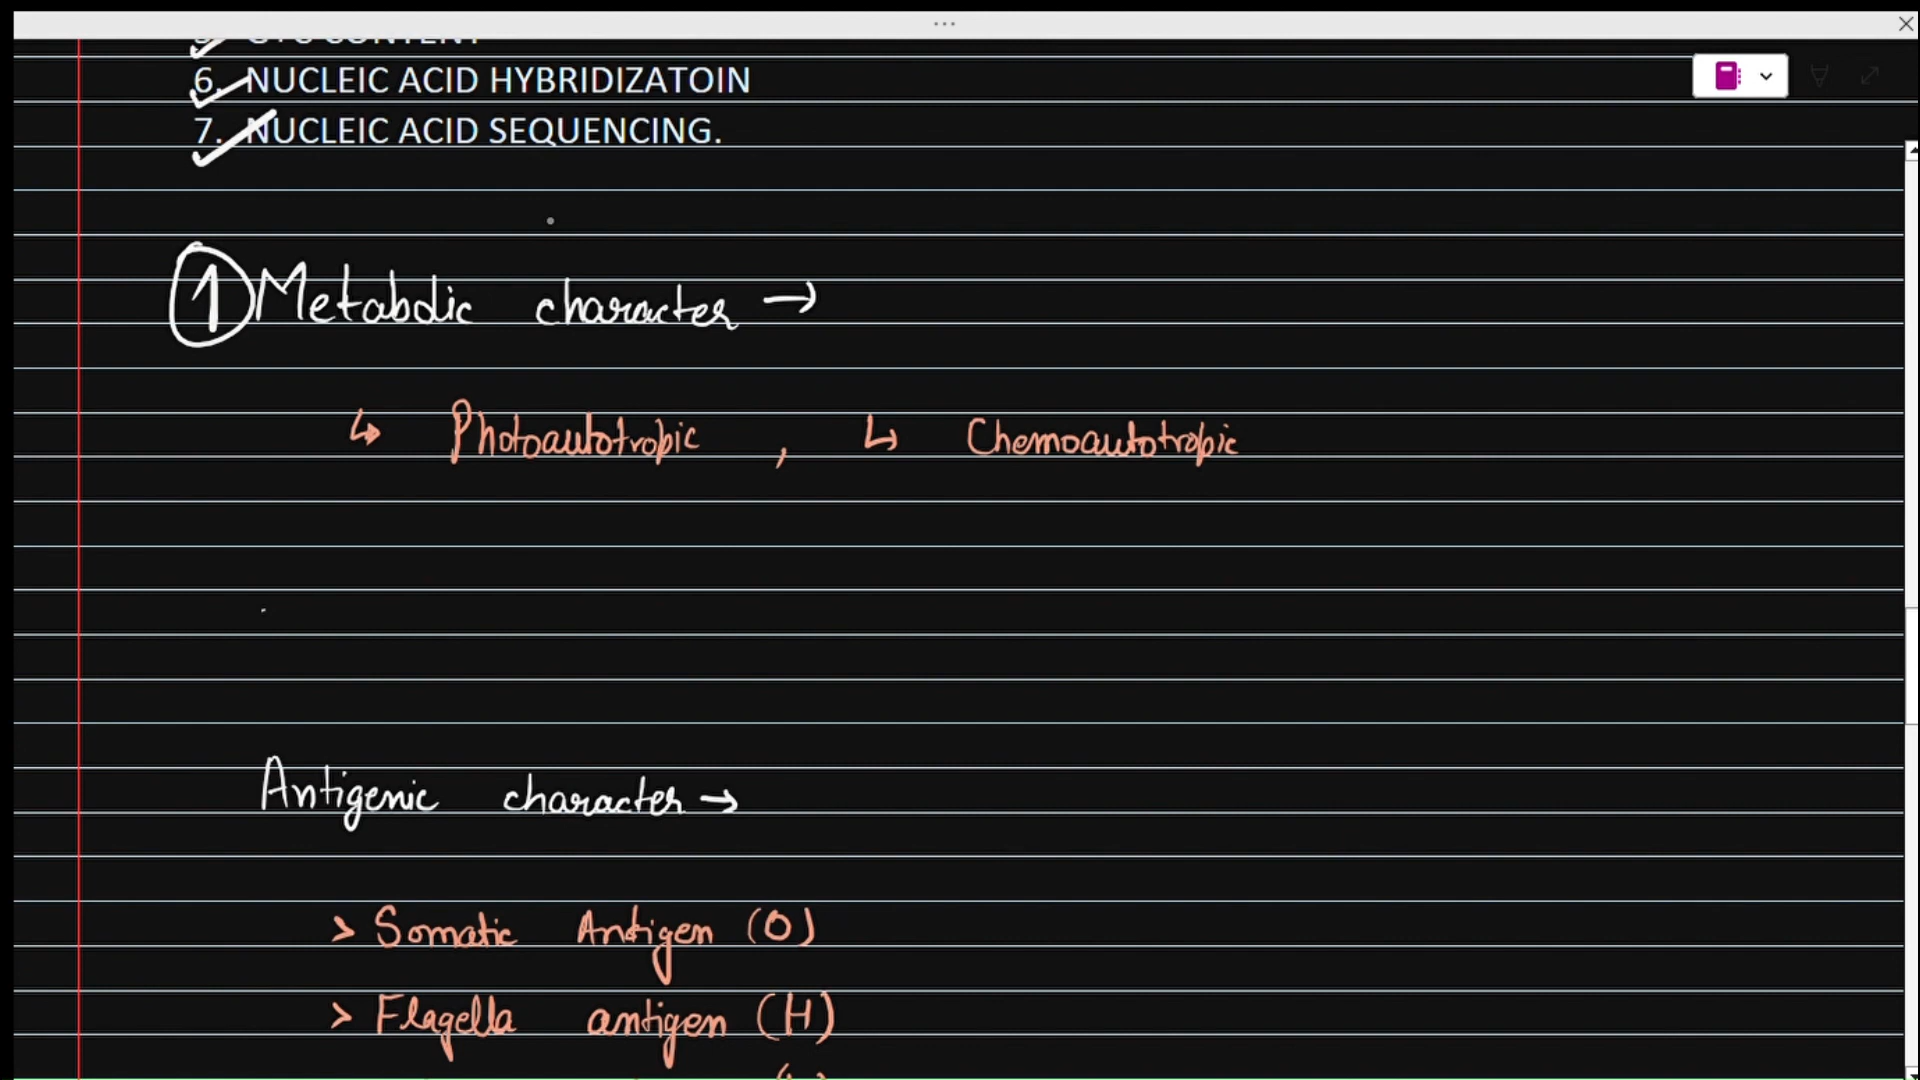 6. NUCLEIC ACID HYBRIDIZATOIN
7. NUCLEIC ACID SEQUENCING.
1 Metabolic character →
↳ Photoautotropic , ↳ Chemoautotropic
Antigenic character →
> Somatic Antigen (O)
> Flagella antigen (H)